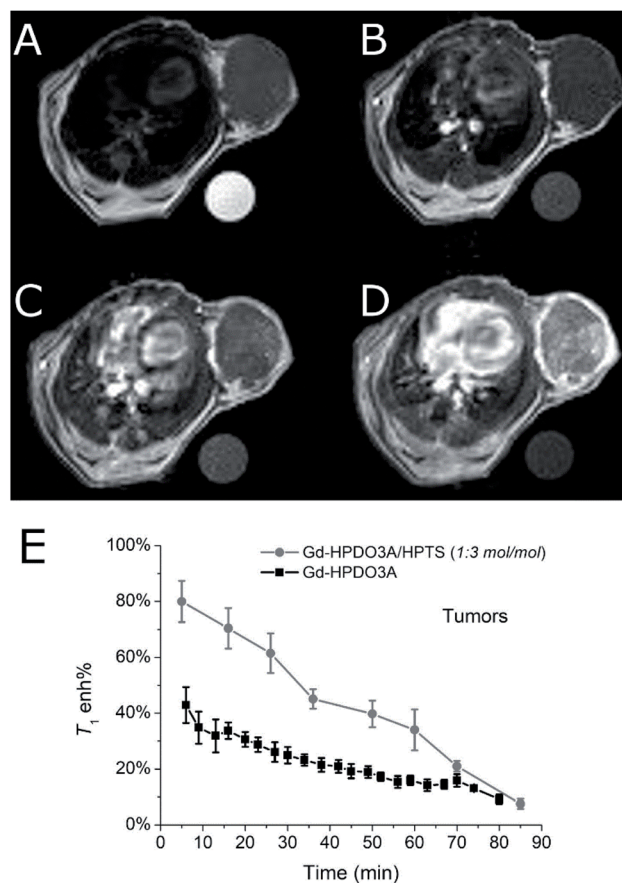 A
B
C
D
E
Gd-HPDO3A/HPTS (1:3 mol/mol)
Gd-HPDO3A
Tumors
T1 enh%
100%
80%
60%
40%
20%
0%
0 10 20 30 40 50 60 70 80 90
Time (min)